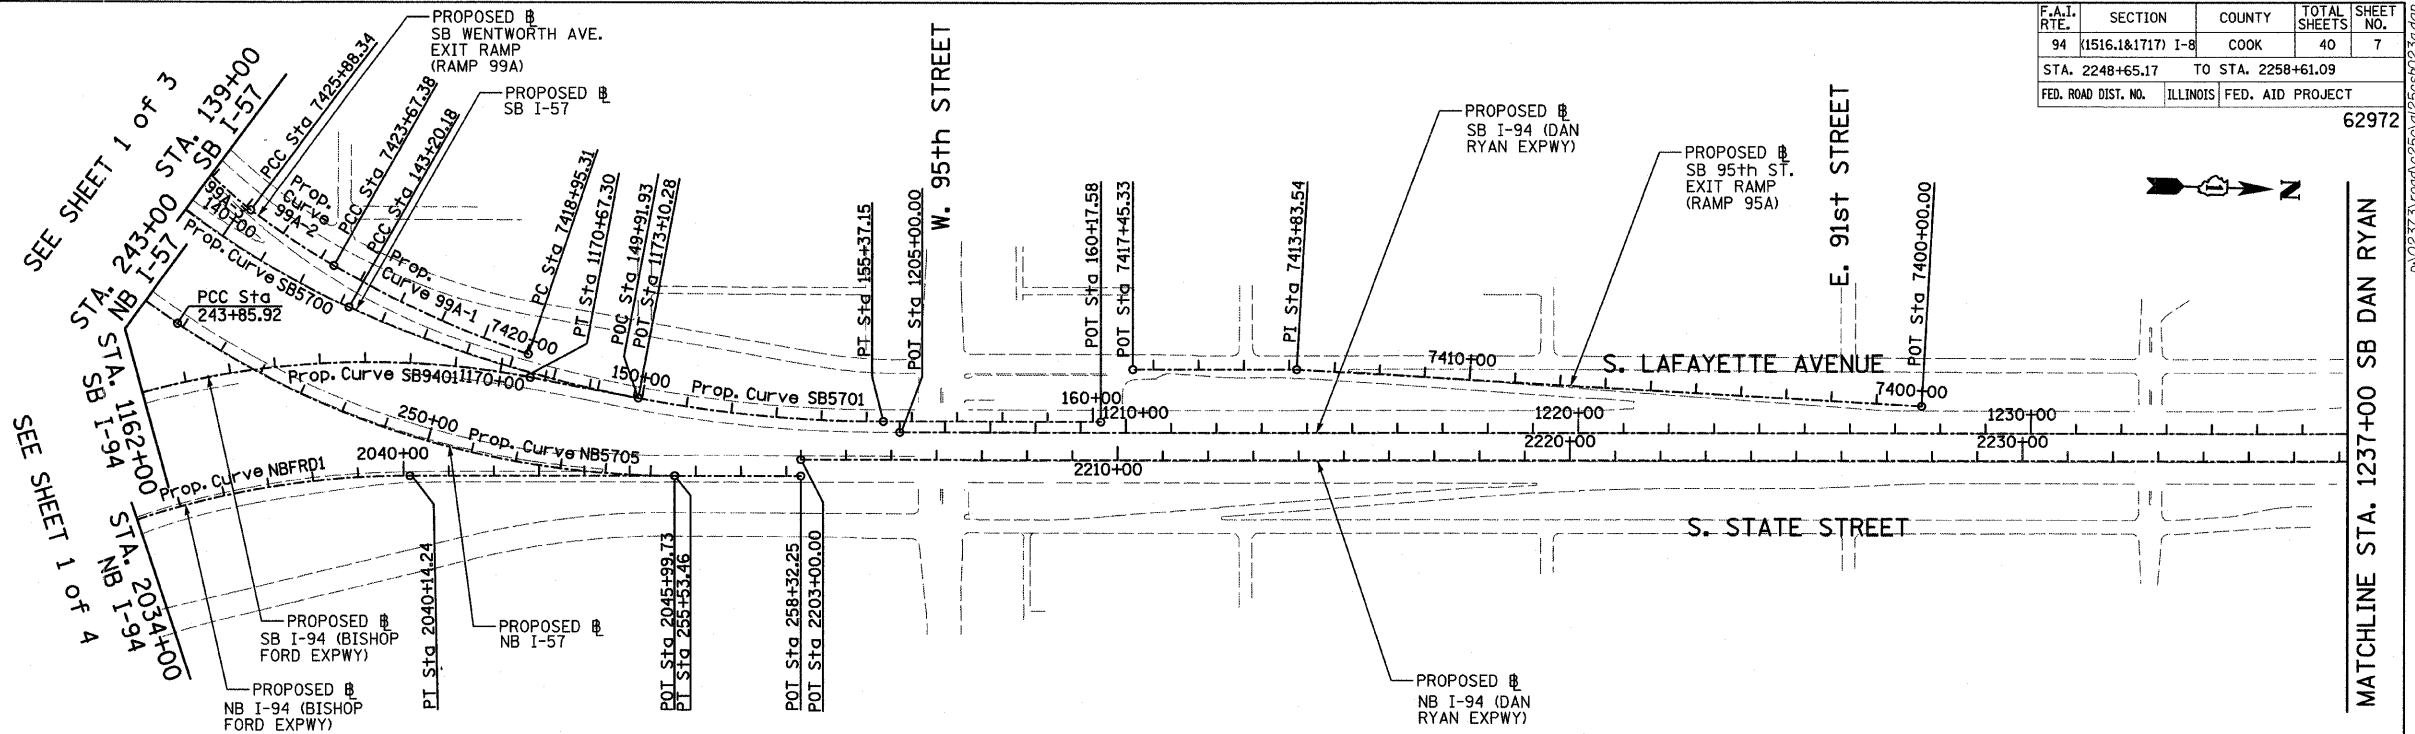 F.A.I. RTE. SECTION COUNTY TOTAL SHEETS SHEET NO.
94 (1516.1&1717) I-8 COOK 40 7
STA. 2248+65.17 TO STA. 2258+61.09
FED. ROAD DIST. NO. ILLINOIS FED. AID PROJECT
62972
PROPOSED BL
SB WENTWORTH AVE.
EXIT RAMP
(RAMP 99A)
PROPOSED BL
SB I-57
SEE SHEET 1 of 3
STA. 139+00
SB I-57
STA. 243+00
NB I-57
STA. 1162+00
SB I-94
STA. 2034+00
NB I-94
SEE SHEET 1 of 4
PCC Sta 7425+88.34
PCC Sta 7423+67.38
PCC Sta 143+20.18
PC Sta 7418+95.31
PT Sta 1170+67.30
POC Sta 149+91.93
POT Sta 1173+10.28
99A-3
140+00
Prop.
Curve
99A-2
Prop.
Curve 99A-1
7420+00
Prop. Curve SB5700
PCC Sta
243+85.92
Prop. Curve SB9401
1170+00
150+00
Prop. Curve SB5701
250+00
Prop. Curve NB5705
2040+00
Prop. Curve NBFRD1
PT Sta 155+37.15
POT Sta 1205+00.00
W. 95th STREET
POT Sta 160+17.58
POT Sta 7417+45.33
PI Sta 7413+83.54
PROPOSED BL
SB I-94 (DAN
RYAN EXPWY)
PROPOSED BL
SB 95th ST.
EXIT RAMP
(RAMP 95A)
E. 91st STREET
POT Sta 7400+00.00
N
7410+00
S. LAFAYETTE AVENUE
7400+00
160+00
1210+00
1220+00
1230+00
2210+00
2220+00
2230+00
S. STATE STREET
MATCHLINE STA. 1237+00 SB DAN RYAN
PT Sta 2040+14.24
POT Sta 2045+99.73
PT Sta 255+53.46
POT Sta 258+32.25
POT Sta 2203+00.00
PROPOSED BL
SB I-94 (BISHOP
FORD EXPWY)
PROPOSED BL
NB I-57
PROPOSED BL
NB I-94 (BISHOP
FORD EXPWY)
PROPOSED BL
NB I-94 (DAN
RYAN EXPWY)